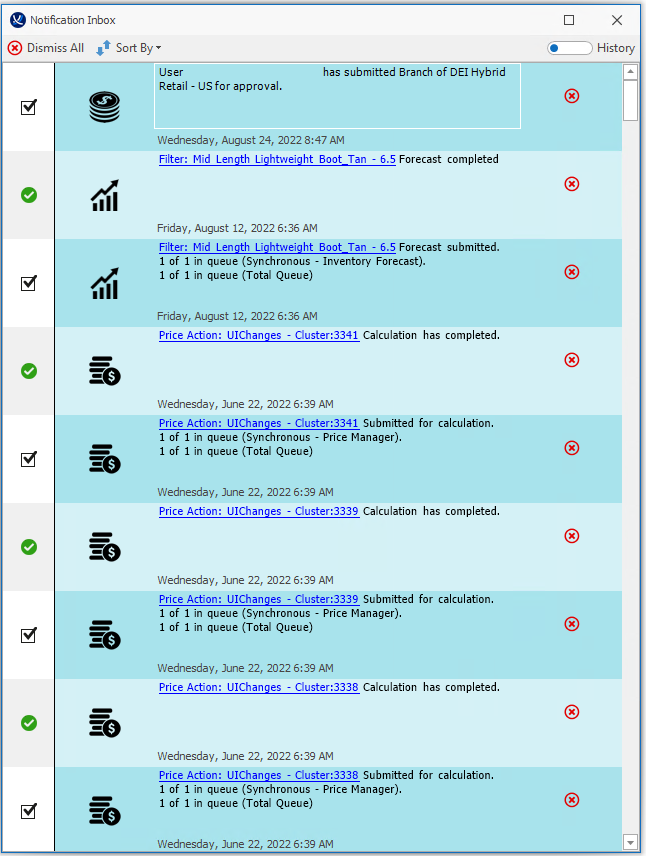 Notification Inbox
Dismiss All Sort By History
User has submitted Branch of DEI Hybrid
Retail - US for approval.
Wednesday, August 24, 2022 8:47 AM
Filter: Mid Length Lightweight Boot_Tan - 6.5 Forecast completed
Friday, August 12, 2022 6:36 AM
Filter: Mid Length Lightweight Boot_Tan - 6.5 Forecast submitted.
1 of 1 in queue (Synchronous - Inventory Forecast).
1 of 1 in queue (Total Queue)
Friday, August 12, 2022 6:36 AM
Price Action: UIChanges - Cluster:3341 Calculation has completed.
Wednesday, June 22, 2022 6:39 AM
Price Action: UIChanges - Cluster:3341 Submitted for calculation.
1 of 1 in queue (Synchronous - Price Manager).
1 of 1 in queue (Total Queue)
Wednesday, June 22, 2022 6:39 AM
Price Action: UIChanges - Cluster:3339 Calculation has completed.
Wednesday, June 22, 2022 6:39 AM
Price Action: UIChanges - Cluster:3339 Submitted for calculation.
1 of 1 in queue (Synchronous - Price Manager).
1 of 1 in queue (Total Queue)
Wednesday, June 22, 2022 6:39 AM
Price Action: UIChanges - Cluster:3338 Calculation has completed.
Wednesday, June 22, 2022 6:39 AM
Price Action: UIChanges - Cluster:3338 Submitted for calculation.
1 of 1 in queue (Synchronous - Price Manager).
1 of 1 in queue (Total Queue)
Wednesday, June 22, 2022 6:39 AM